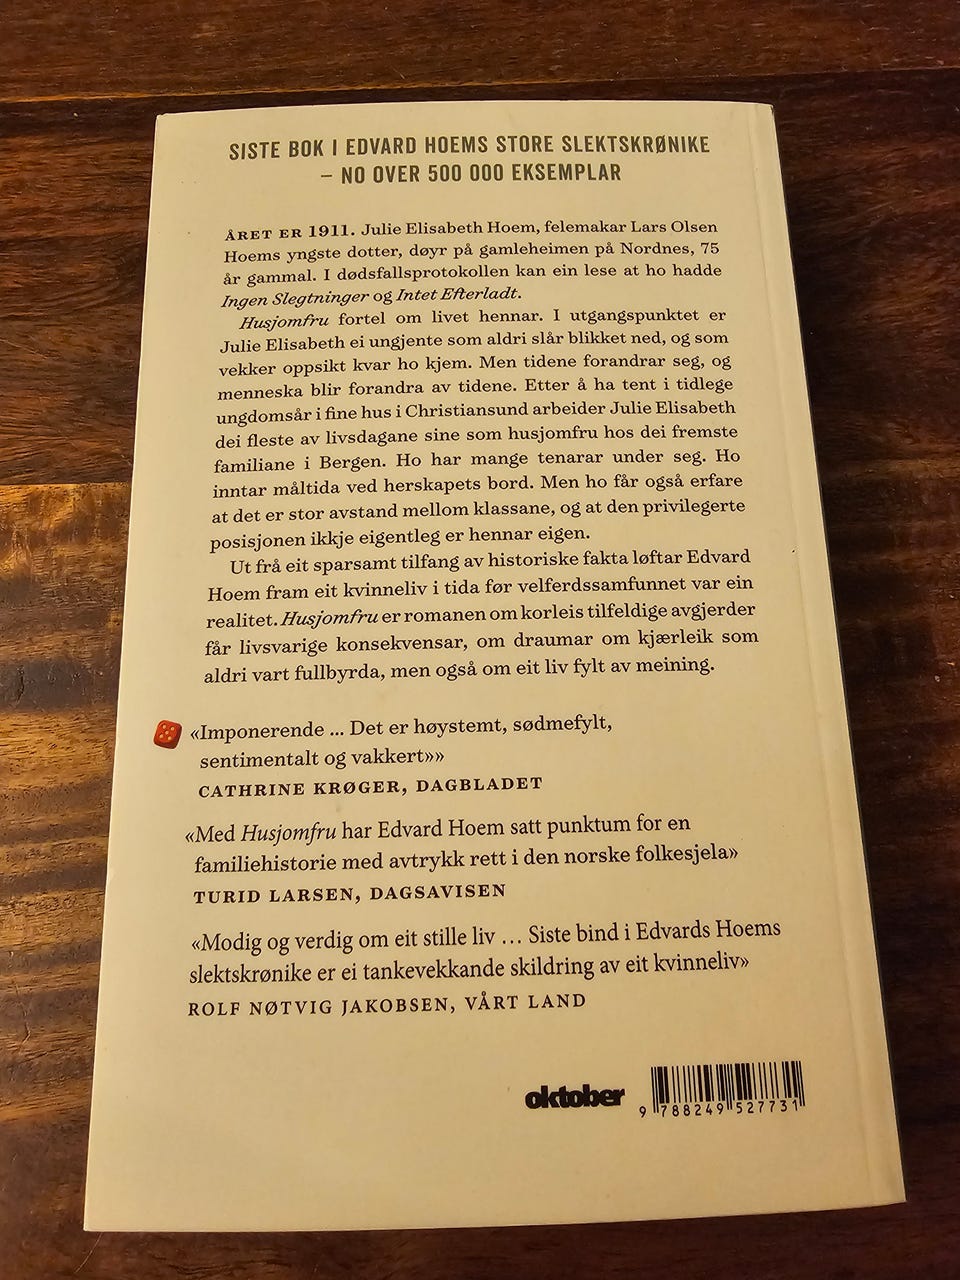 SISTE BOK I EDVARD HOEMS STORE SLEKTSKRØNIKE
– NO OVER 500 000 EKSEMPLAR
ÅRET ER 1911. Julie Elisabeth Hoem, felemakar Lars Olsen
Hoems yngste dotter, døyr på gamleheimen på Nordnes, 75
år gammal. I dødsfallsprotokollen kan ein lese at ho hadde
Ingen Slegtninger og Intet Efterladt.
Husjomfru fortel om livet hennar. I utgangspunktet er
Julie Elisabeth ei ungjente som aldri slår blikket ned, og som
vekker oppsikt kvar ho kjem. Men tidene forandrar seg, og
menneska blir forandra av tidene. Etter å ha tent i tidlege
ungdomsår i fine hus i Christiansund arbeider Julie Elisabeth
dei fleste av livsdagane sine som husjomfru hos dei fremste
familiane i Bergen. Ho har mange tenarar under seg. Ho
inntar måltida ved herskapets bord. Men ho får også erfare
at det er stor avstand mellom klassane, og at den privilegerte
posisjonen ikkje eigentleg er hennar eigen.
Ut frå eit sparsamt tilfang av historiske fakta løftar Edvard
Hoem fram eit kvinneliv i tida før velferdssamfunnet var ein
realitet. Husjomfru er romanen om korleis tilfeldige avgjerder
får livsvarige konsekvensar, om draumar om kjærleik som
aldri vart fullbyrda, men også om eit liv fylt av meining.
«Imponerende ... Det er høystemt, sødmefylt,
sentimentalt og vakkert»»
CATHRINE KRØGER, DAGBLADET
«Med Husjomfru har Edvard Hoem satt punktum for en
familiehistorie med avtrykk rett i den norske folkesjela»
TURID LARSEN, DAGSAVISEN
«Modig og verdig om eit stille liv ... Siste bind i Edvards Hoems
slektskrønike er ei tankevekkande skildring av eit kvinneliv»
ROLF NØTVIG JAKOBSEN, VÅRT LAND
oktober
9 788249 527731